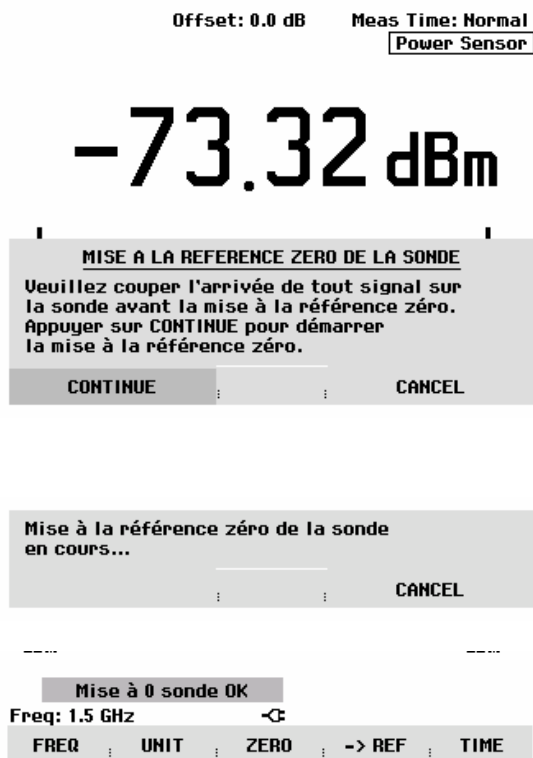 Offset: 0.0 dB Meas Time: Normal
Power Sensor
-73.32 dBm
MISE A LA REFERENCE ZERO DE LA SONDE
Veuillez couper l'arrivée de tout signal sur
la sonde avant la mise à la référence zéro.
Appuyer sur CONTINUE pour démarrer
la mise à la référence zéro.
CONTINUE CANCEL
Mise à la référence zéro de la sonde
en cours...
CANCEL
Mise à 0 sonde OK
Freq: 1.5 GHz
FREQ UNIT ZERO -> REF TIME